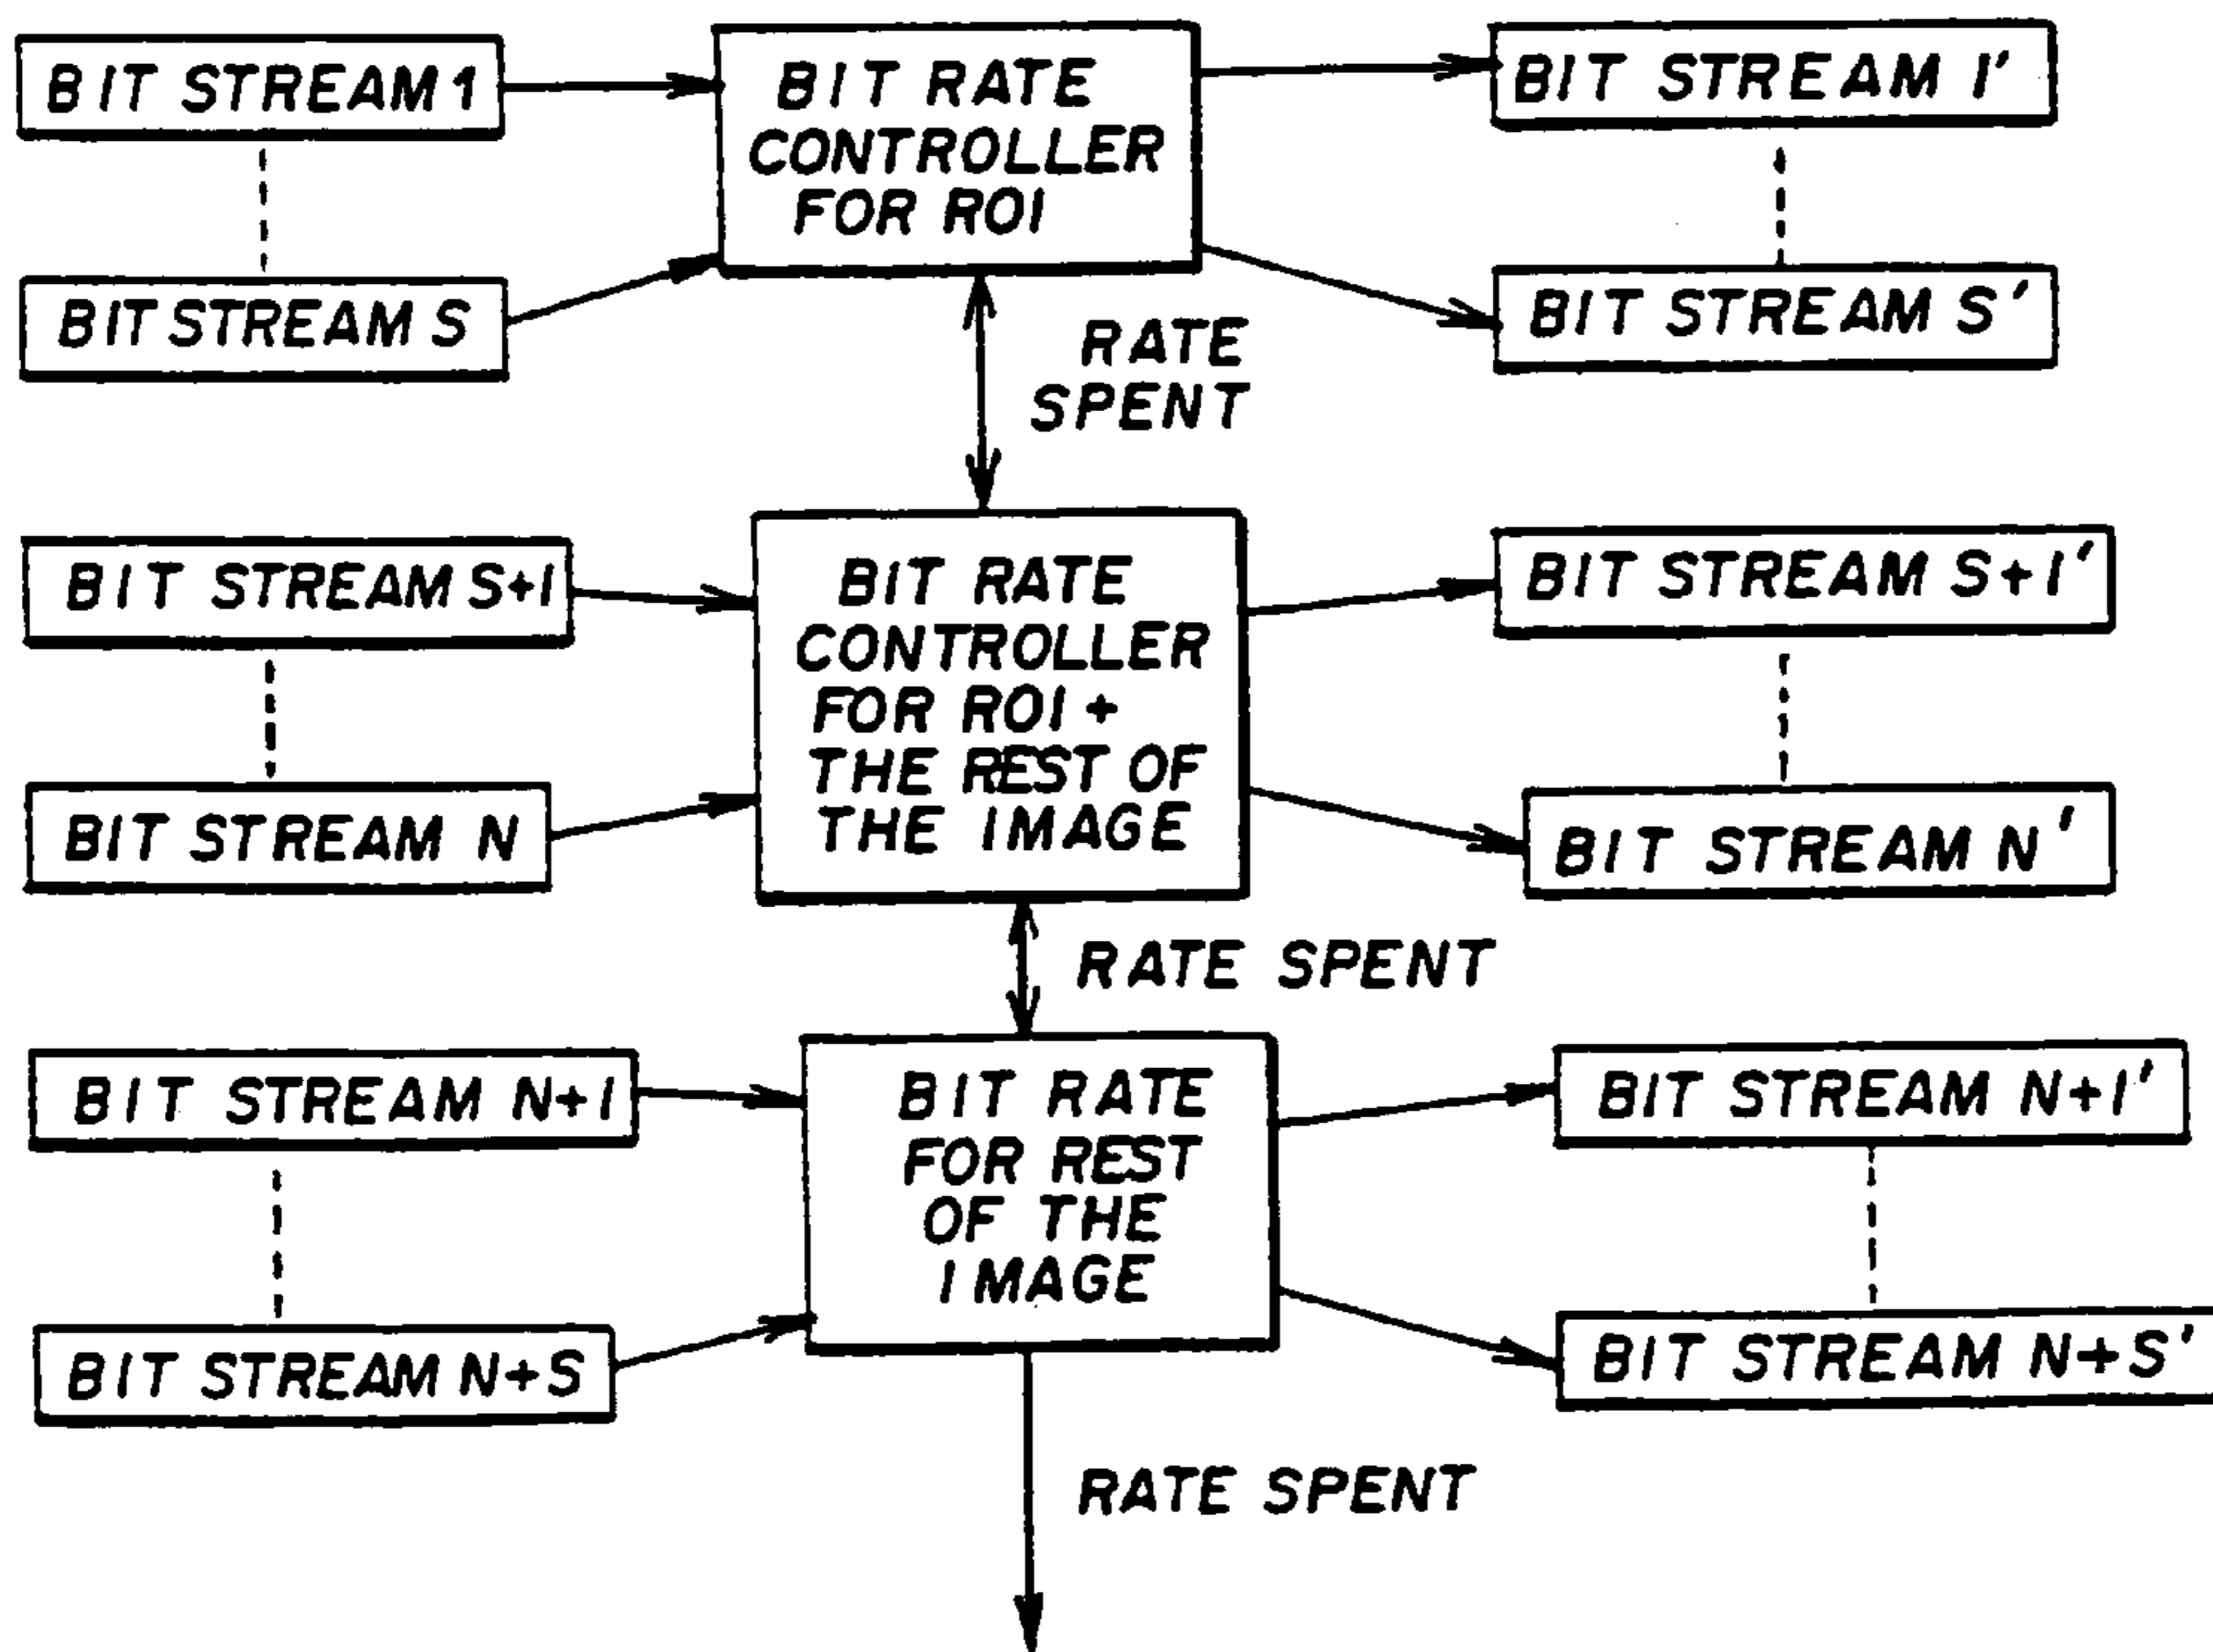 BIT STREAM 1
BIT RATE
CONTROLLER
FOR ROI
BIT STREAM 1'
BIT STREAM S
BIT STREAM S'
RATE
SPENT
BIT STREAM S+1
BIT RATE
CONTROLLER
FOR ROI +
THE REST OF
THE IMAGE
BIT STREAM S+1'
BIT STREAM N
BIT STREAM N'
RATE SPENT
BIT STREAM N+1
BIT RATE
FOR REST
OF THE
IMAGE
BIT STREAM N+1'
BIT STREAM N+S
BIT STREAM N+S'
RATE SPENT